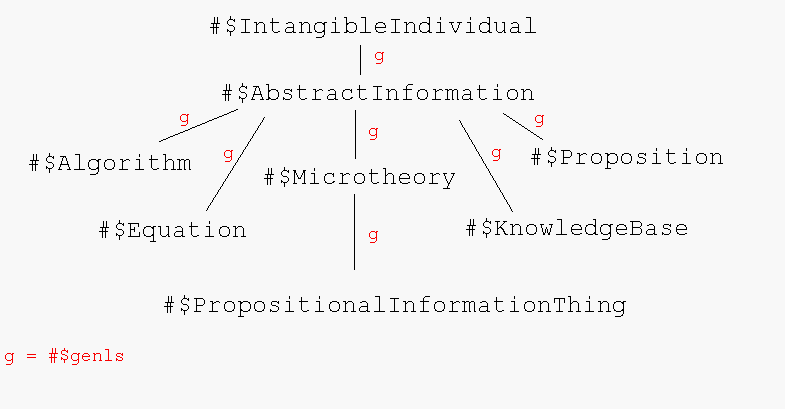 #$IntangibleIndividual
g
#$AbstractInformation
g
g
g
g
g
#$Algorithm
#$Microtheory
#$Proposition
#$Equation
#$KnowledgeBase
g
#$PropositionalInformationThing
g = #$genls